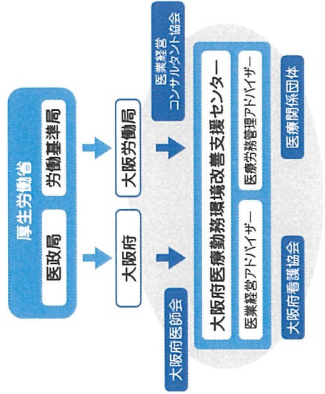 厚生労働省
医政局
労働基準局
大阪府
大阪労働局
大阪府医師会
医業経営
コンサルタント協会
大阪府医療勤務環境改善支援センター
医業経営アドバイザー
医療労務管理アドバイザー
大阪府看護協会
医療関係団体